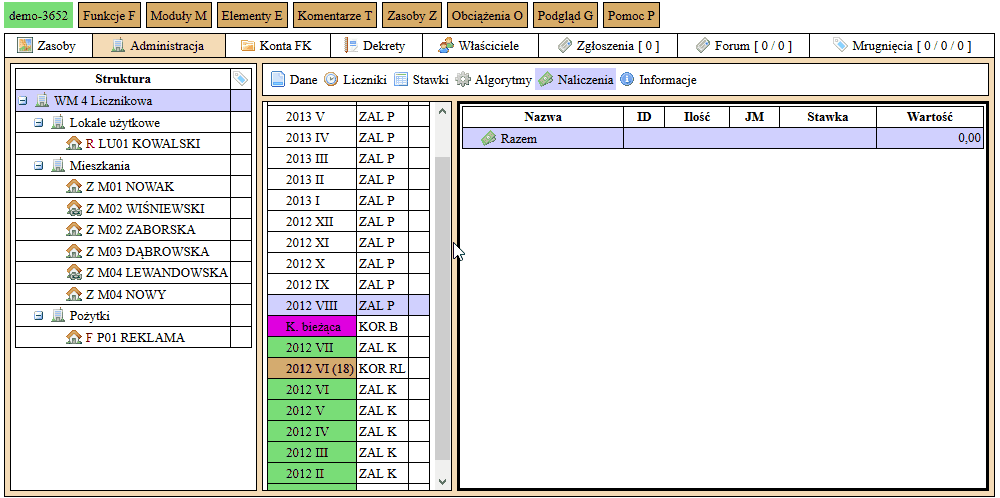 demo-3652 Funkcje F Moduły M Elementy E Komentarze T Zasoby Z Obciążenia O Podgląd G Pomoc P
Zasoby Administracja Konta FK Dekrety Właściciele Zgłoszenia [ 0 ] Forum [ 0 / 0 ] Mrugnięcia [ 0 / 0 / 0 ]
Struktura
WM 4 Licznikowa
Lokale użytkowe
R LU01 KOWALSKI
Mieszkania
Z M01 NOWAK
Z M02 WIŚNIEWSKI
Z M02 ZABORSKA
Z M03 DĄBROWSKA
Z M04 LEWANDOWSKA
Z M04 NOWY
Pożytki
F P01 REKLAMA
Dane Liczniki Stawki Algorytmy Naliczenia Informacje
2013 V ZAL P
2013 IV ZAL P
2013 III ZAL P
2013 II ZAL P
2013 I ZAL P
2012 XII ZAL P
2012 XI ZAL P
2012 X ZAL P
2012 IX ZAL P
2012 VIII ZAL P
K. bieżąca KOR B
2012 VII ZAL K
2012 VI (18) KOR RL
2012 VI ZAL K
2012 V ZAL K
2012 IV ZAL K
2012 III ZAL K
2012 II ZAL K
Nazwa ID Ilość JM Stawka Wartość
Razem 0,00